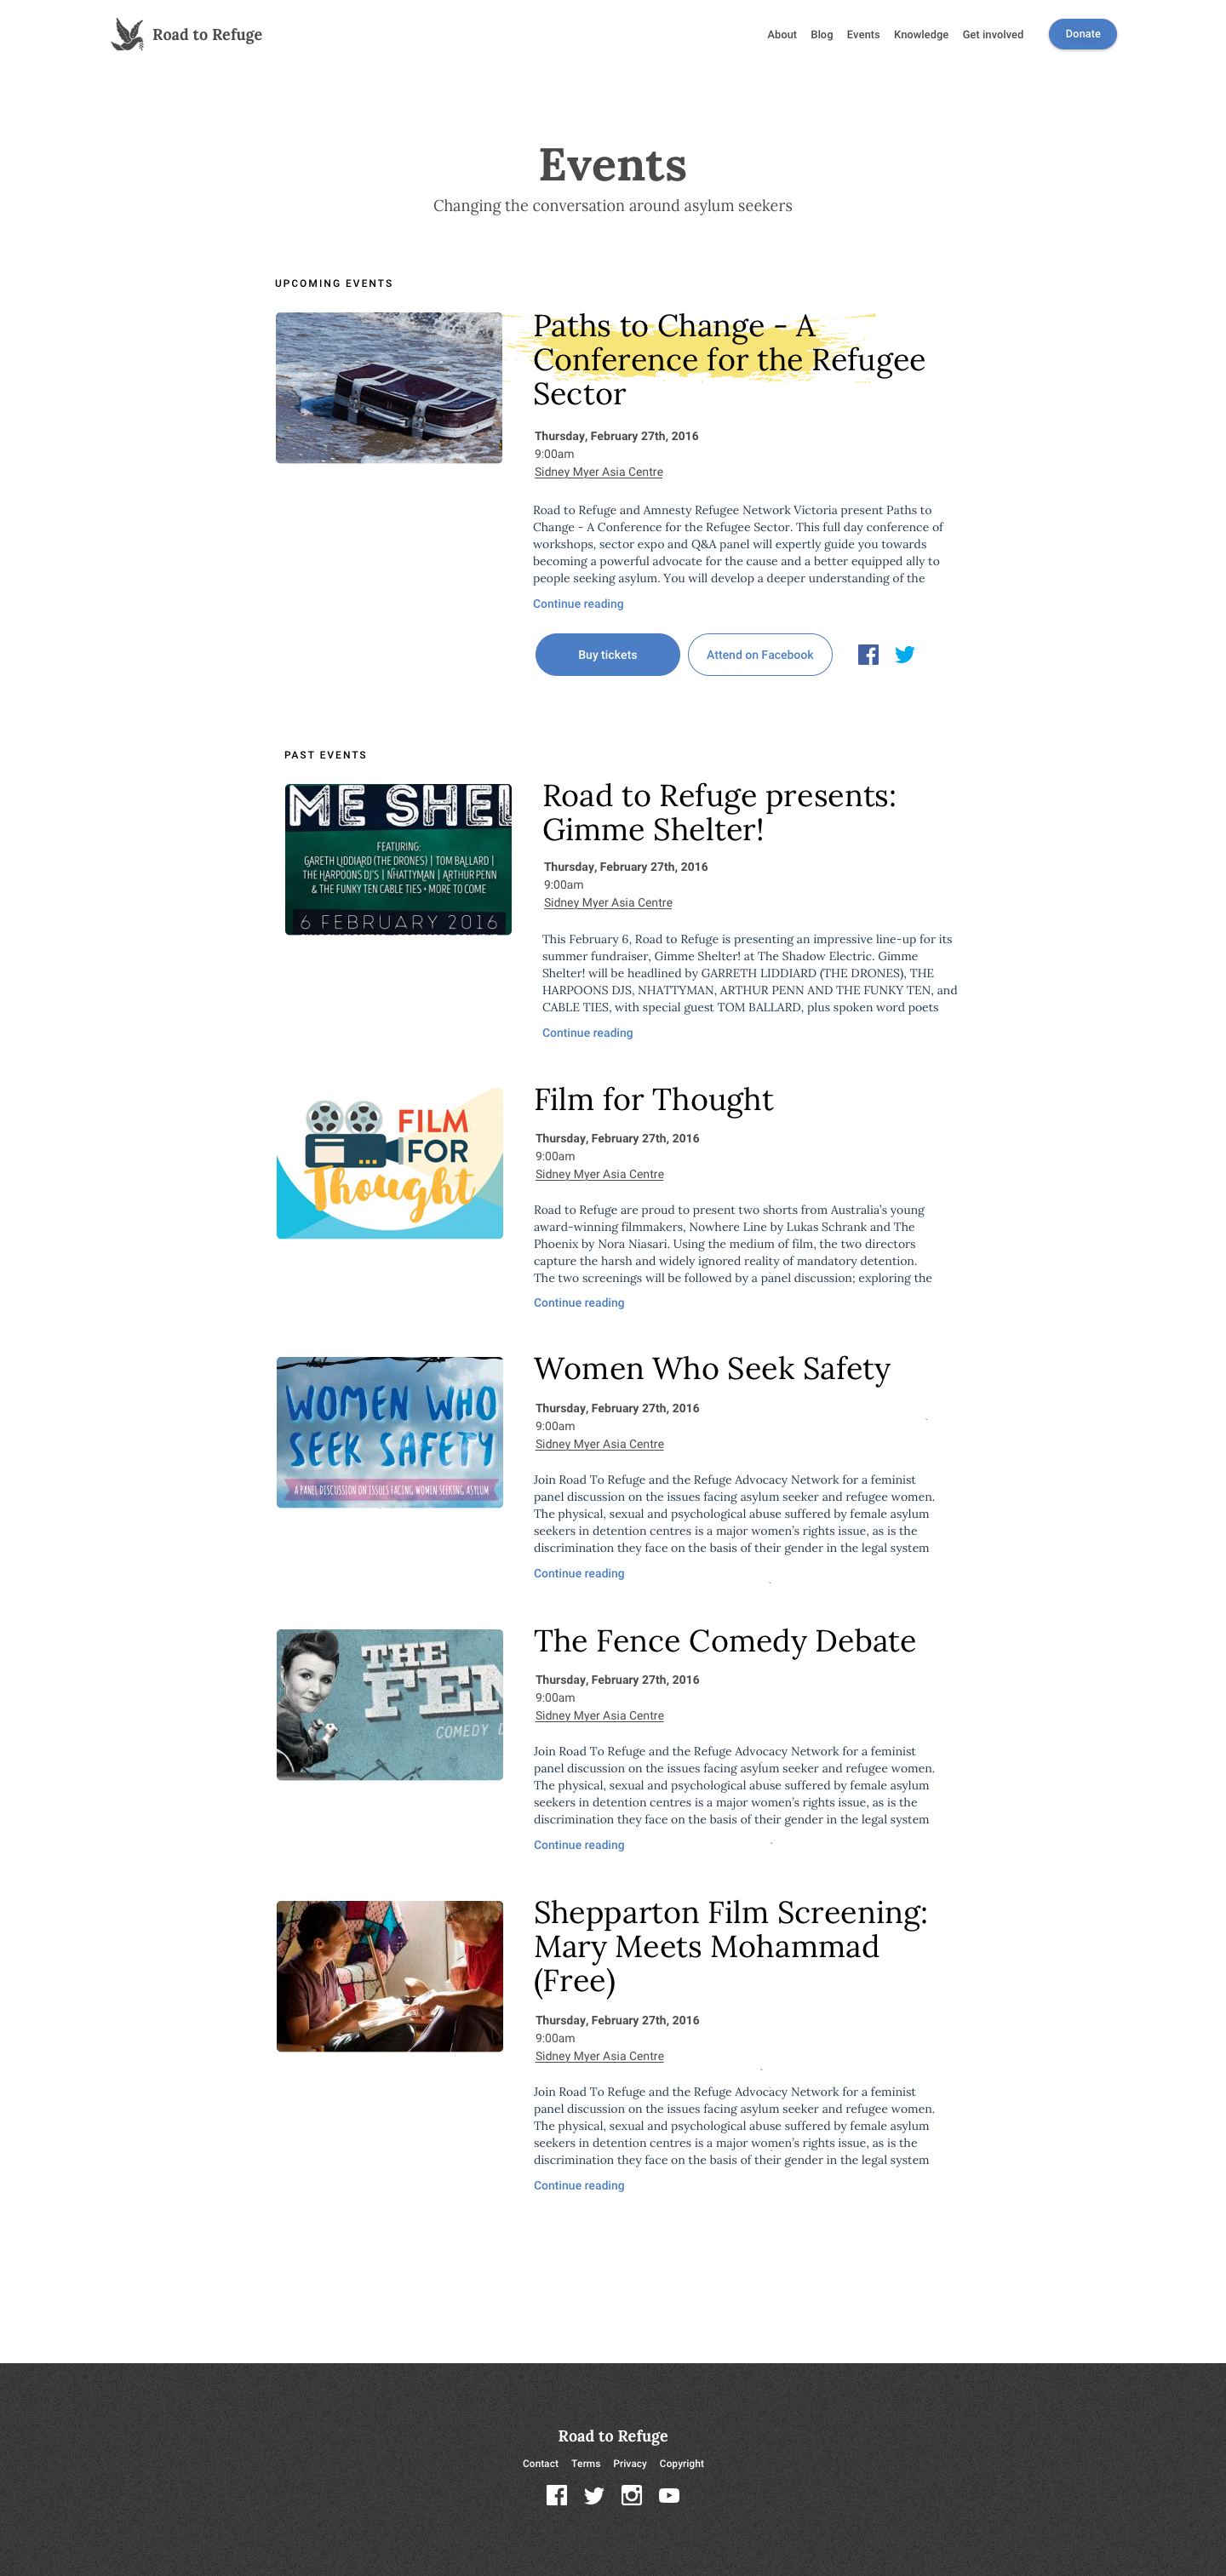 Road to Refuge
About Blog Events Knowledge Get involved Donate
Events
Changing the conversation around asylum seekers
UPCOMING EVENTS
Paths to Change - A
Conference for the Refugee
Sector
Thursday, February 27th, 2016
9:00am
Sidney Myer Asia Centre
Road to Refuge and Amnesty Refugee Network Victoria present Paths to
Change - A Conference for the Refugee Sector. This full day conference of
workshops, sector expo and Q&A panel will expertly guide you towards
becoming a powerful advocate for the cause and a better equipped ally to
people seeking asylum. You will develop a deeper understanding of the
Continue reading
Buy tickets Attend on Facebook
PAST EVENTS
ME SHEL
FEATURING:
GARETH LIDDIARD (THE DRONES) | TOM BALLARD |
THE HARPOONS DJ'S | NHATTYMAN | ARTHUR PENN
& THE FUNKY TEN CABLE TIES + MORE TO COME
6 FEBRUARY 2016
Road to Refuge presents:
Gimme Shelter!
Thursday, February 27th, 2016
9:00am
Sidney Myer Asia Centre
This February 6, Road to Refuge is presenting an impressive line-up for its
summer fundraiser, Gimme Shelter! at The Shadow Electric. Gimme
Shelter! will be headlined by GARRETH LIDDIARD (THE DRONES), THE
HARPOONS DJS, NHATTYMAN, ARTHUR PENN AND THE FUNKY TEN, and
CABLE TIES, with special guest TOM BALLARD, plus spoken word poets
Continue reading
FILM
FOR
Thought
Film for Thought
Thursday, February 27th, 2016
9:00am
Sidney Myer Asia Centre
Road to Refuge are proud to present two shorts from Australia's young
award-winning filmmakers, Nowhere Line by Lukas Schrank and The
Phoenix by Nora Niasari. Using the medium of film, the two directors
capture the harsh and widely ignored reality of mandatory detention.
The two screenings will be followed by a panel discussion; exploring the
Continue reading
WOMEN WHO
SEEK SAFETY
A PANEL DISCUSSION ON ISSUES FACING WOMEN SEEKING ASYLUM
Women Who Seek Safety
Thursday, February 27th, 2016
9:00am
Sidney Myer Asia Centre
Join Road To Refuge and the Refuge Advocacy Network for a feminist
panel discussion on the issues facing asylum seeker and refugee women.
The physical, sexual and psychological abuse suffered by female asylum
seekers in detention centres is a major women's rights issue, as is the
discrimination they face on the basis of their gender in the legal system
Continue reading
THE
FEN
COMEDY D
The Fence Comedy Debate
Thursday, February 27th, 2016
9:00am
Sidney Myer Asia Centre
Join Road To Refuge and the Refuge Advocacy Network for a feminist
panel discussion on the issues facing asylum seeker and refugee women.
The physical, sexual and psychological abuse suffered by female asylum
seekers in detention centres is a major women's rights issue, as is the
discrimination they face on the basis of their gender in the legal system
Continue reading
Shepparton Film Screening:
Mary Meets Mohammad
(Free)
Thursday, February 27th, 2016
9:00am
Sidney Myer Asia Centre
Join Road To Refuge and the Refuge Advocacy Network for a feminist
panel discussion on the issues facing asylum seeker and refugee women.
The physical, sexual and psychological abuse suffered by female asylum
seekers in detention centres is a major women's rights issue, as is the
discrimination they face on the basis of their gender in the legal system
Continue reading
Road to Refuge
Contact Terms Privacy Copyright